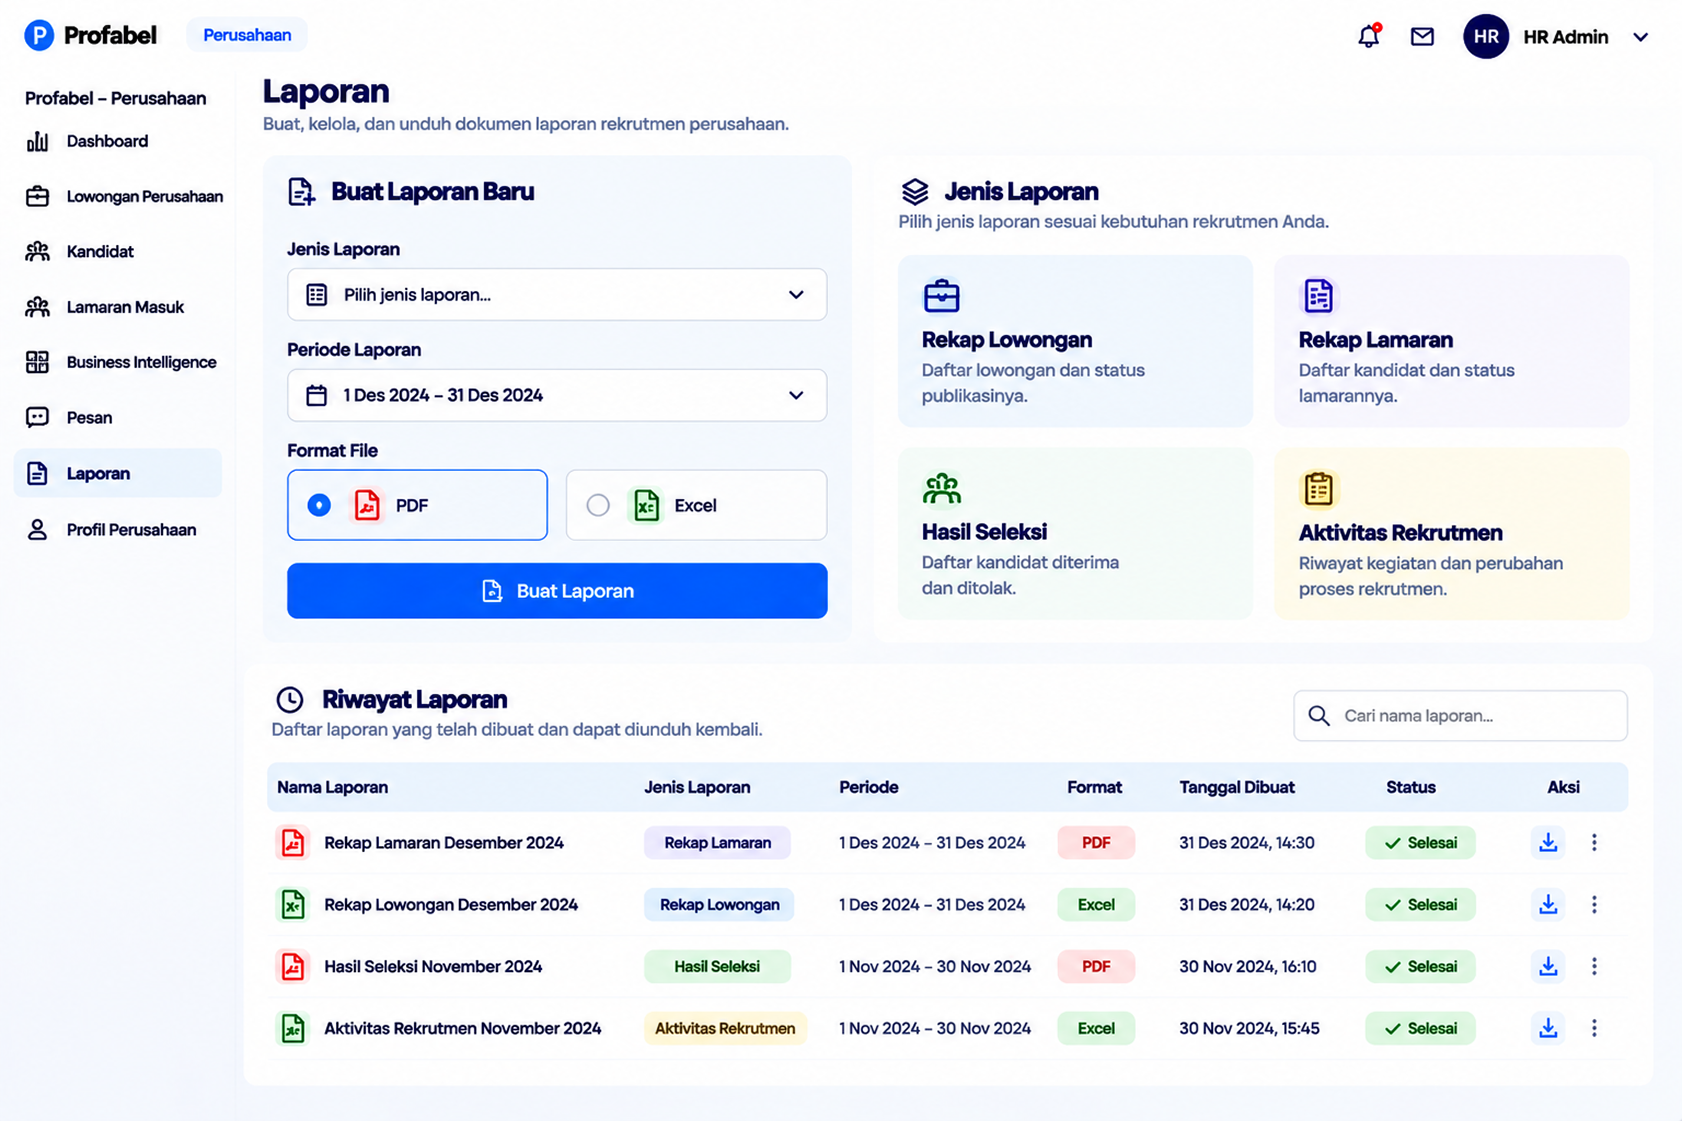 P Profabel
Perusahaan
HR
HR Admin
Profabel – Perusahaan
Dashboard
Lowongan Perusahaan
Kandidat
Lamaran Masuk
Business Intelligence
Pesan
Laporan
Profil Perusahaan
Laporan
Buat, kelola, dan unduh dokumen laporan rekrutmen perusahaan.
Buat Laporan Baru
Jenis Laporan
Pilih jenis laporan...
Periode Laporan
1 Des 2024 – 31 Des 2024
Format File
PDF
Excel
Buat Laporan
Jenis Laporan
Pilih jenis laporan sesuai kebutuhan rekrutmen Anda.
Rekap Lowongan
Daftar lowongan dan status
publikasinya.
Rekap Lamaran
Daftar kandidat dan status
lamarannya.
Hasil Seleksi
Daftar kandidat diterima
dan ditolak.
Aktivitas Rekrutmen
Riwayat kegiatan dan perubahan
proses rekrutmen.
Riwayat Laporan
Daftar laporan yang telah dibuat dan dapat diunduh kembali.
Cari nama laporan...
Nama Laporan Jenis Laporan Periode Format Tanggal Dibuat Status Aksi
Rekap Lamaran Desember 2024 Rekap Lamaran 1 Des 2024 – 31 Des 2024 PDF 31 Des 2024, 14:30 Selesai
Rekap Lowongan Desember 2024 Rekap Lowongan 1 Des 2024 – 31 Des 2024 Excel 31 Des 2024, 14:20 Selesai
Hasil Seleksi November 2024 Hasil Seleksi 1 Nov 2024 – 30 Nov 2024 PDF 30 Nov 2024, 16:10 Selesai
Aktivitas Rekrutmen November 2024 Aktivitas Rekrutmen 1 Nov 2024 – 30 Nov 2024 Excel 30 Nov 2024, 15:45 Selesai